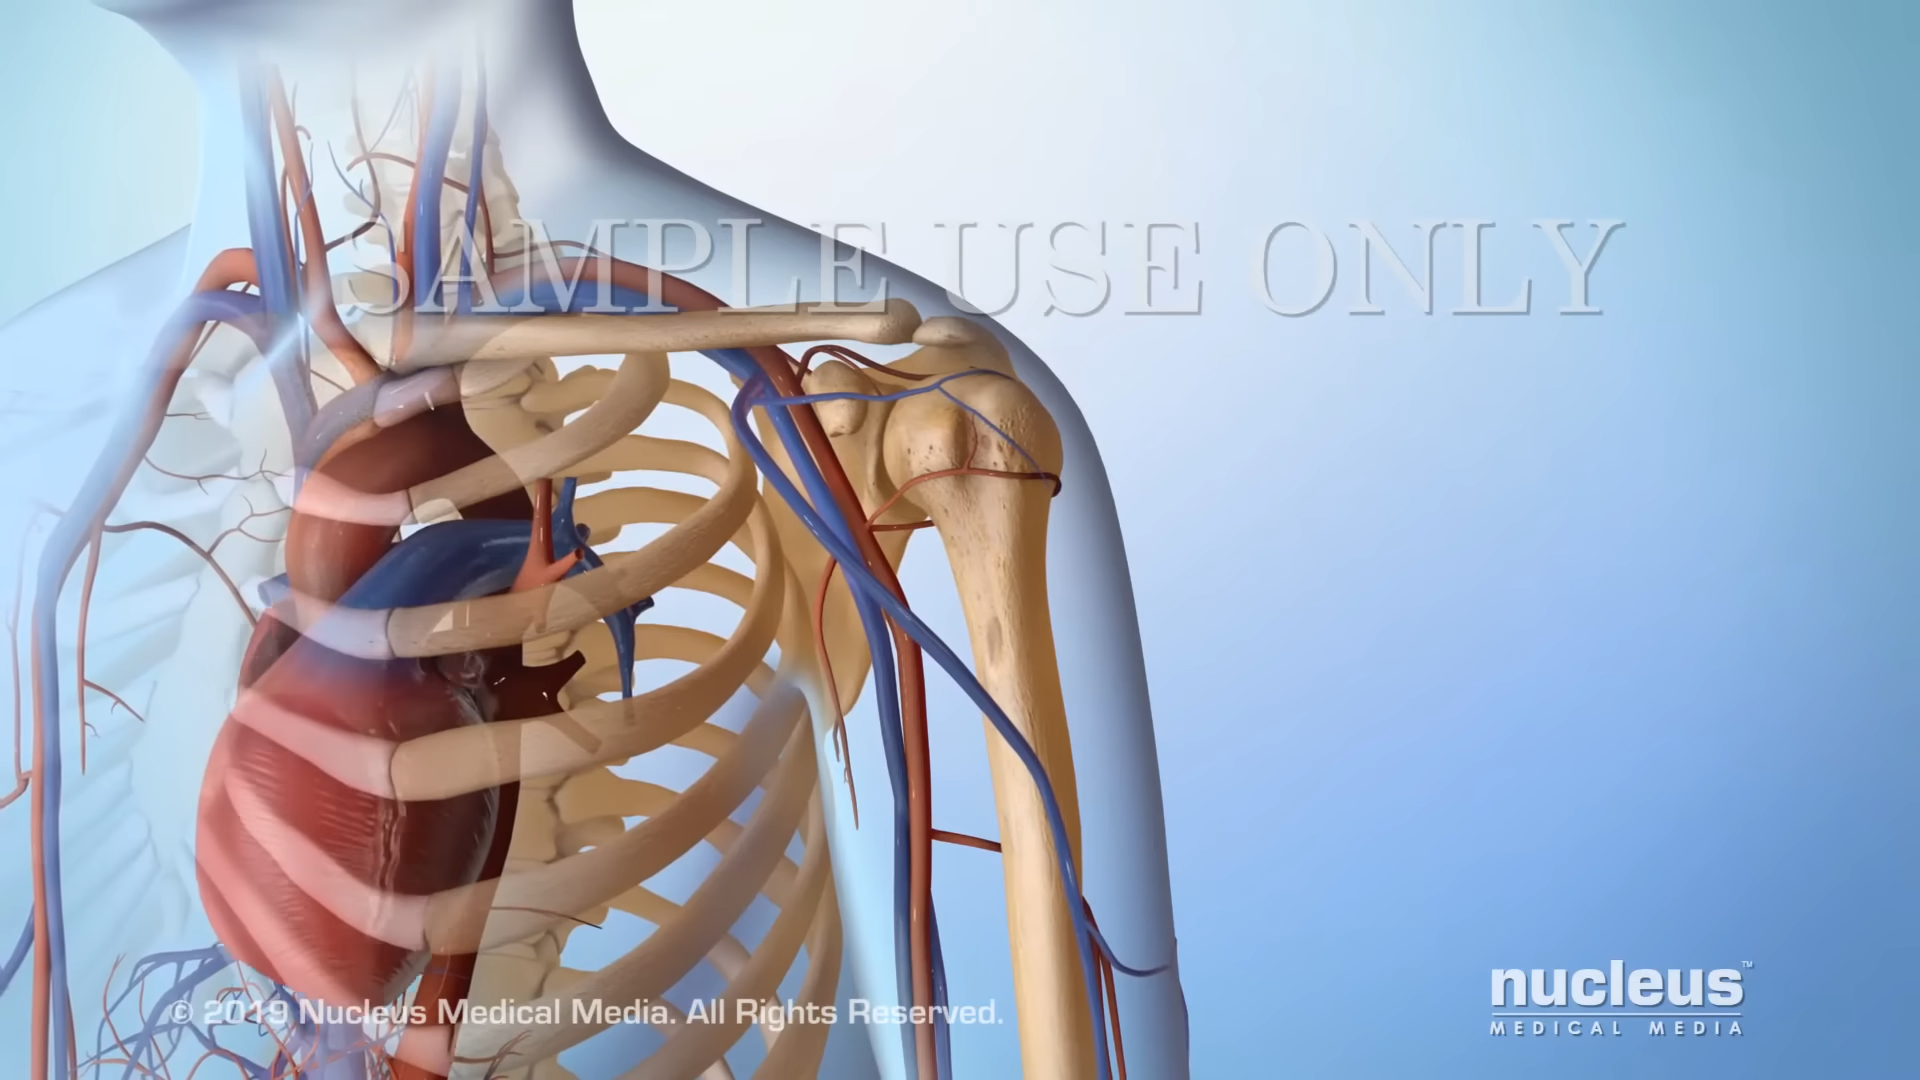 SAMPLE USE ONLY
© 2019 Nucleus Medical Media. All Rights Reserved.
nucleus™
MEDICAL MEDIA